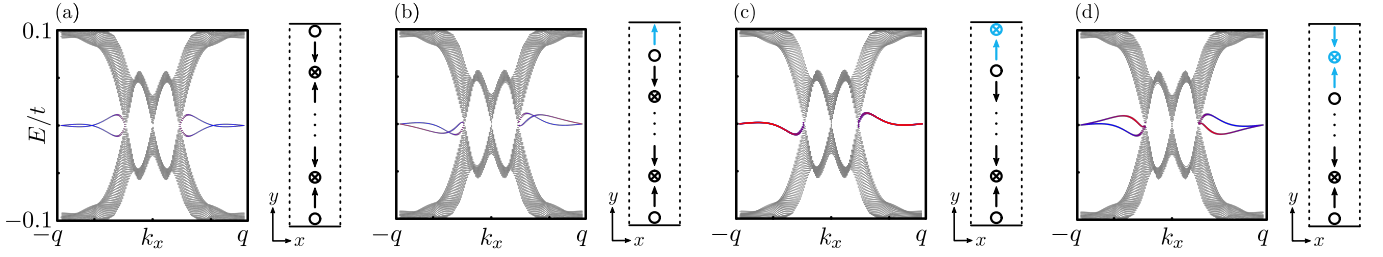 (a)
0.1
E/t
−0.1
−q
k_x
q
y
x
(b)
−q
k_x
q
y
x
(c)
−q
k_x
q
y
x
(d)
−q
k_x
q
y
x